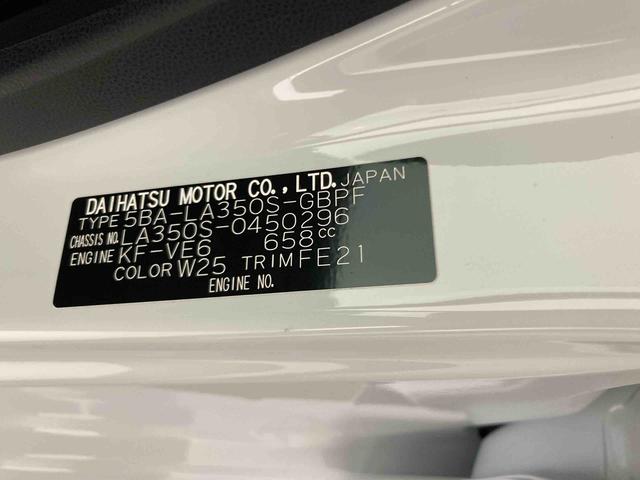 DAIHATSU MOTOR CO.,LTD. JAPAN
TYPE 5BA-LA350S-GBPF
CHASSIS NO. LA350S-0450296
ENGINE KF-VE6 658cc
COLOR W25 TRIM FE21
ENGINE NO.